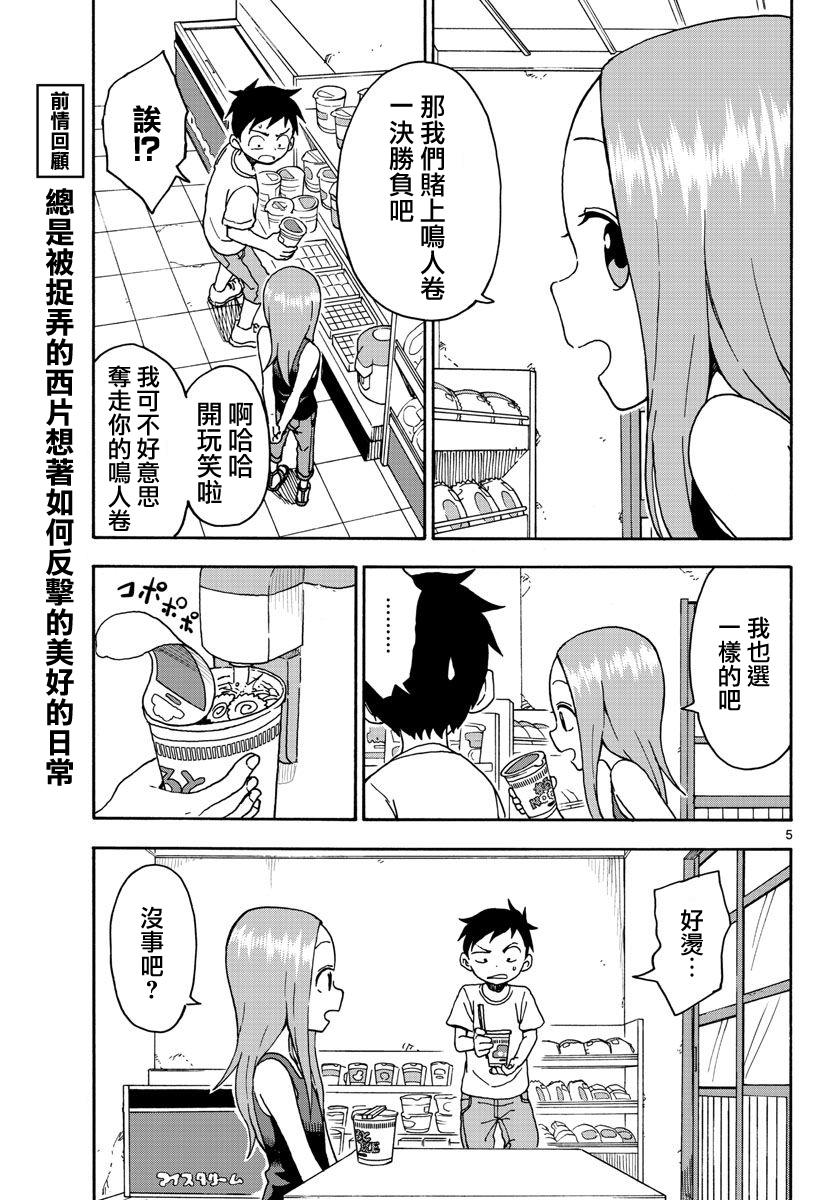 那我們賭上鳴人卷
一決勝負吧
誒!?
啊哈哈
開玩笑啦
我可不好意思
奪走你的鳴人卷
前情回顧
總是被捉弄的西片想著如何反擊的美好的日常
我也選
一樣的吧
………
コポポポ
5
好燙…
沒事吧？
アイスクリーム